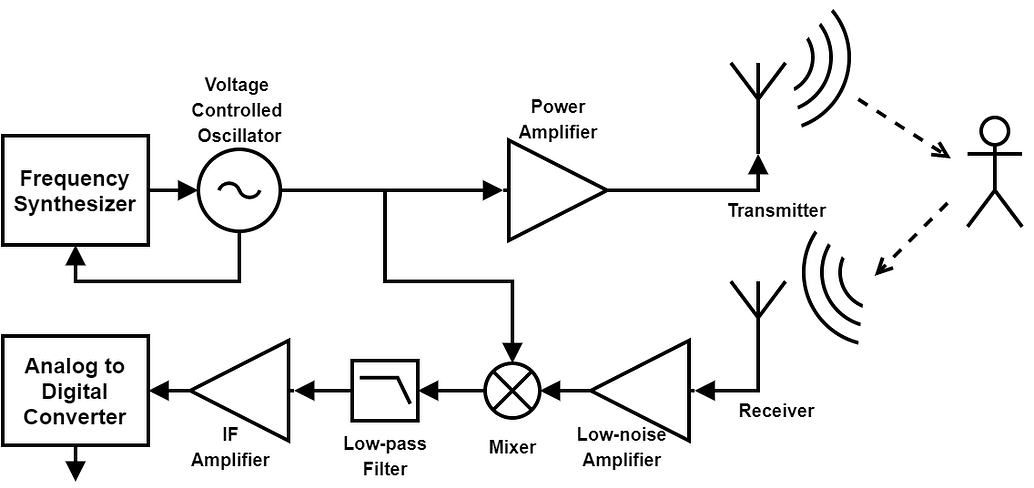 Voltage
Controlled
Oscillator
Power
Amplifier
Frequency
Synthesizer
Transmitter
Analog to
Digital
Converter
IF
Amplifier
Low-pass
Filter
Mixer
Low-noise
Amplifier
Receiver